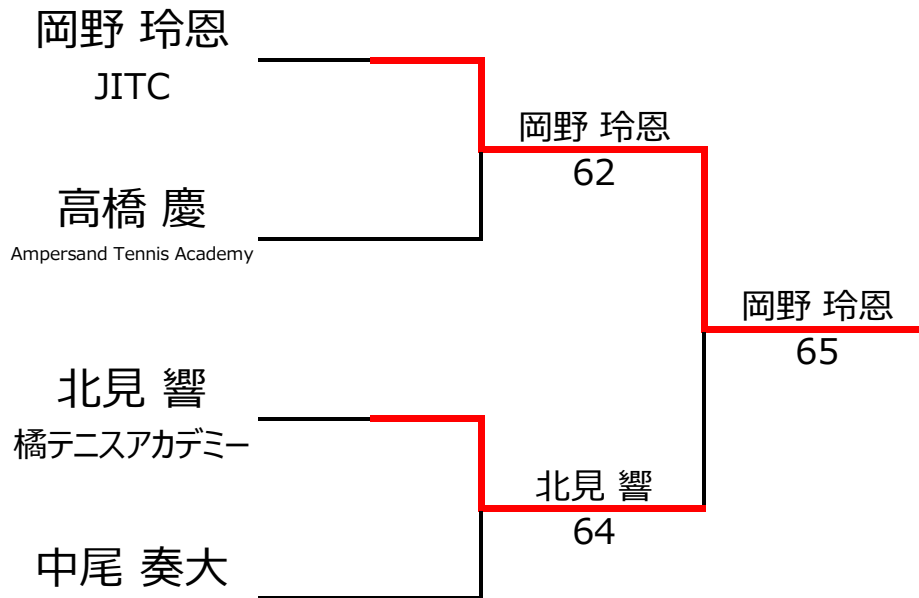 岡野 玲恩
JITC
岡野 玲恩
62
高橋 慶
Ampersand Tennis Academy
岡野 玲恩
65
北見 響
橘テニスアカデミー
北見 響
64
中尾 奏大